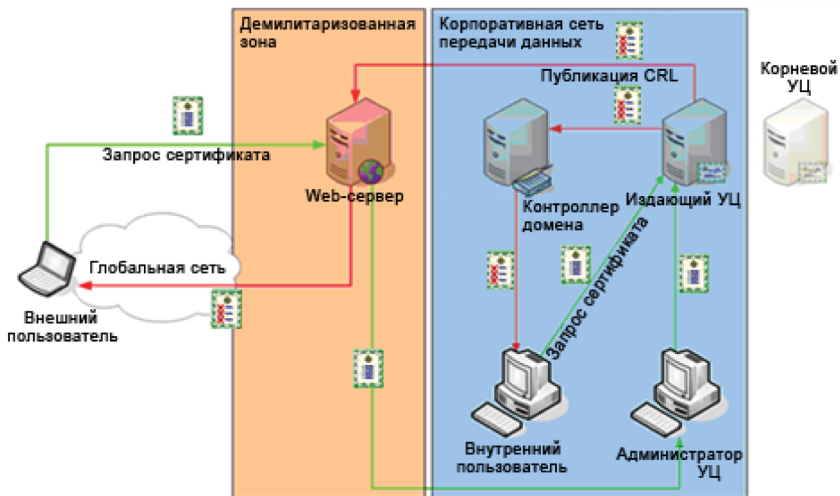 Демилитаризованная
зона
Корпоративная сеть
передачи данных
Публикация CRL
Корневой
УЦ
Запрос сертификата
Web-сервер
Контроллер
домена
Издающий УЦ
Глобальная сеть
Запрос сертификата
Внешний
пользователь
Внутренний
пользователь
Администратор
УЦ